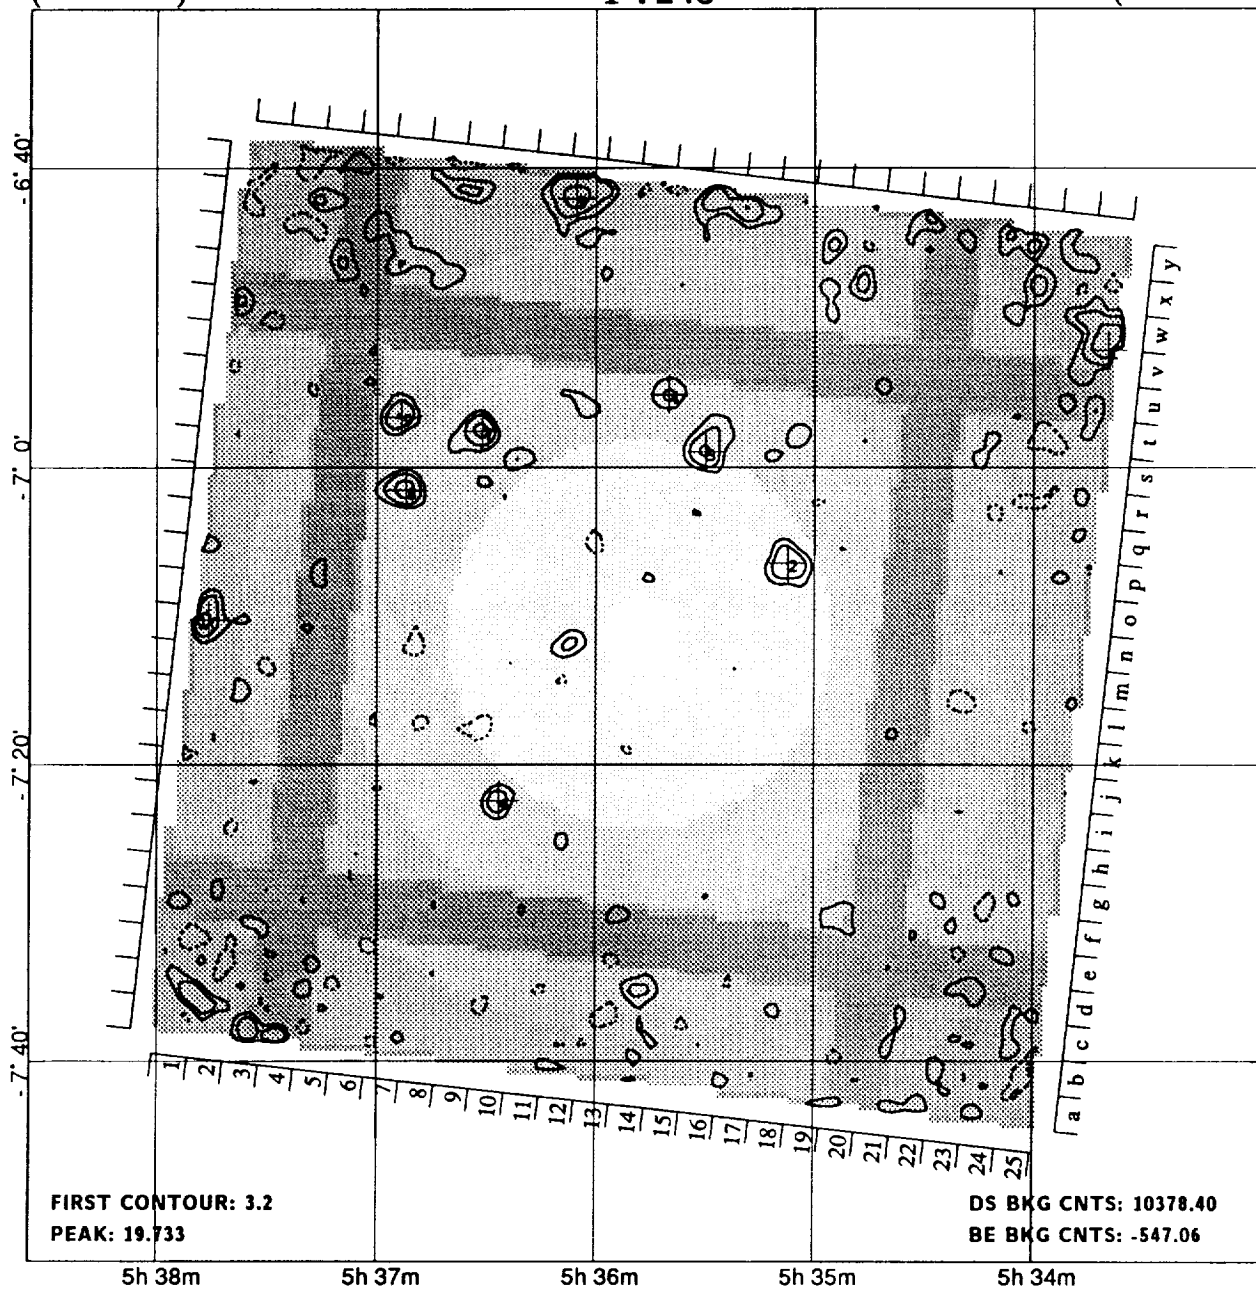 -6° 40'
-7° 0'
-7° 20'
-7° 40'
y
x
w
v
u
t
s
r
q
p
o
n
m
l
k
j
i
h
g
f
e
d
c
b
a
1 2 3 4 5 6 7 8 9 10 11 12 13 14 15 16 17 18 19 20 21 22 23 24 25
2
FIRST CONTOUR: 3.2
PEAK: 19.733
DS BKG CNTS: 10378.40
BE BKG CNTS: -547.06
5h 38m 5h 37m 5h 36m 5h 35m 5h 34m